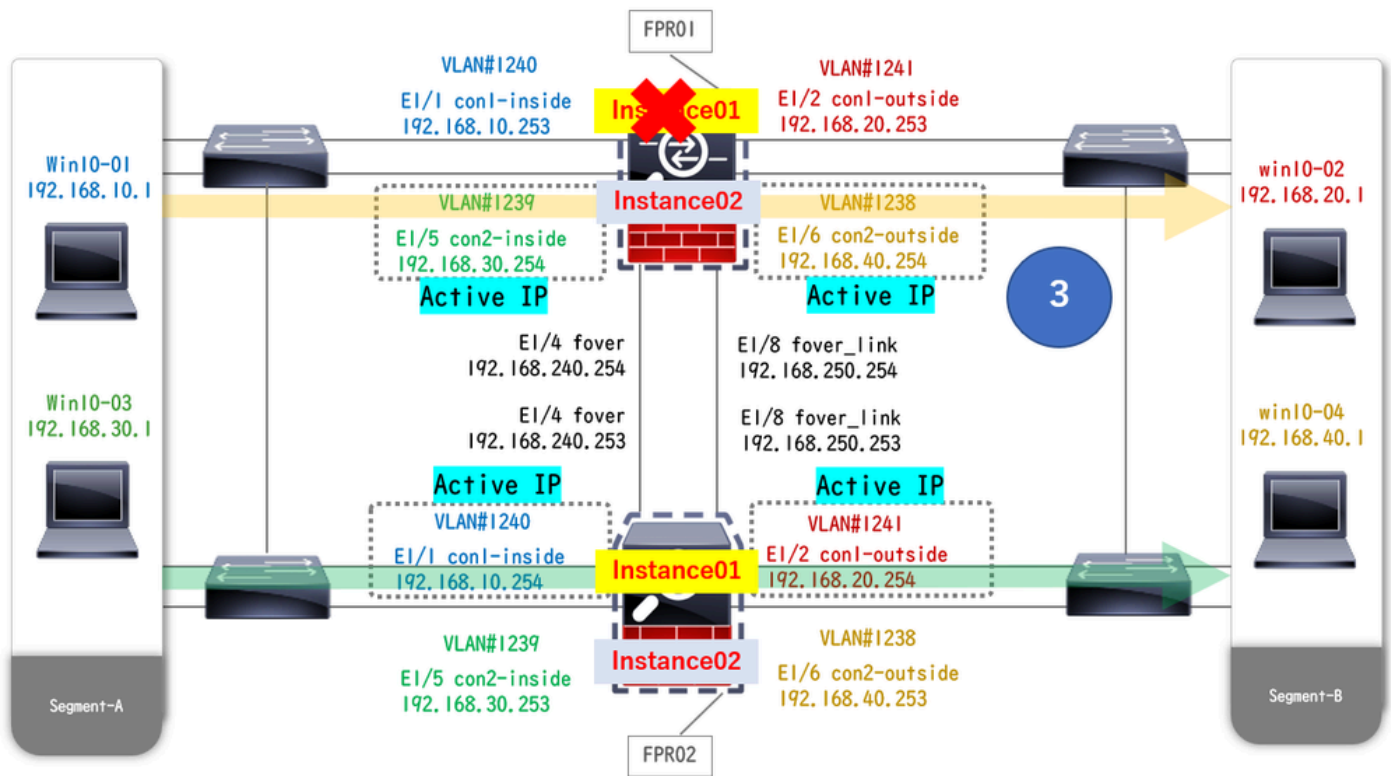 FPR01
VLAN#1240
E1/1 con1-inside
192.168.10.253
Instance01
VLAN#1241
E1/2 con1-outside
192.168.20.253
Win10-01
192.168.10.1
win10-02
192.168.20.1
VLAN#1239
E1/5 con2-inside
192.168.30.254
Active IP
Instance02
VLAN#1238
E1/6 con2-outside
192.168.40.254
Active IP
3
E1/4 fover
192.168.240.254
E1/8 fover_link
192.168.250.254
Win10-03
192.168.30.1
E1/4 fover
192.168.240.253
E1/8 fover_link
192.168.250.253
win10-04
192.168.40.1
Active IP
VLAN#1240
E1/1 con1-inside
192.168.10.254
Instance01
Active IP
VLAN#1241
E1/2 con1-outside
192.168.20.254
VLAN#1239
E1/5 con2-inside
192.168.30.253
Instance02
VLAN#1238
E1/6 con2-outside
192.168.40.253
Segment-A
Segment-B
FPR02